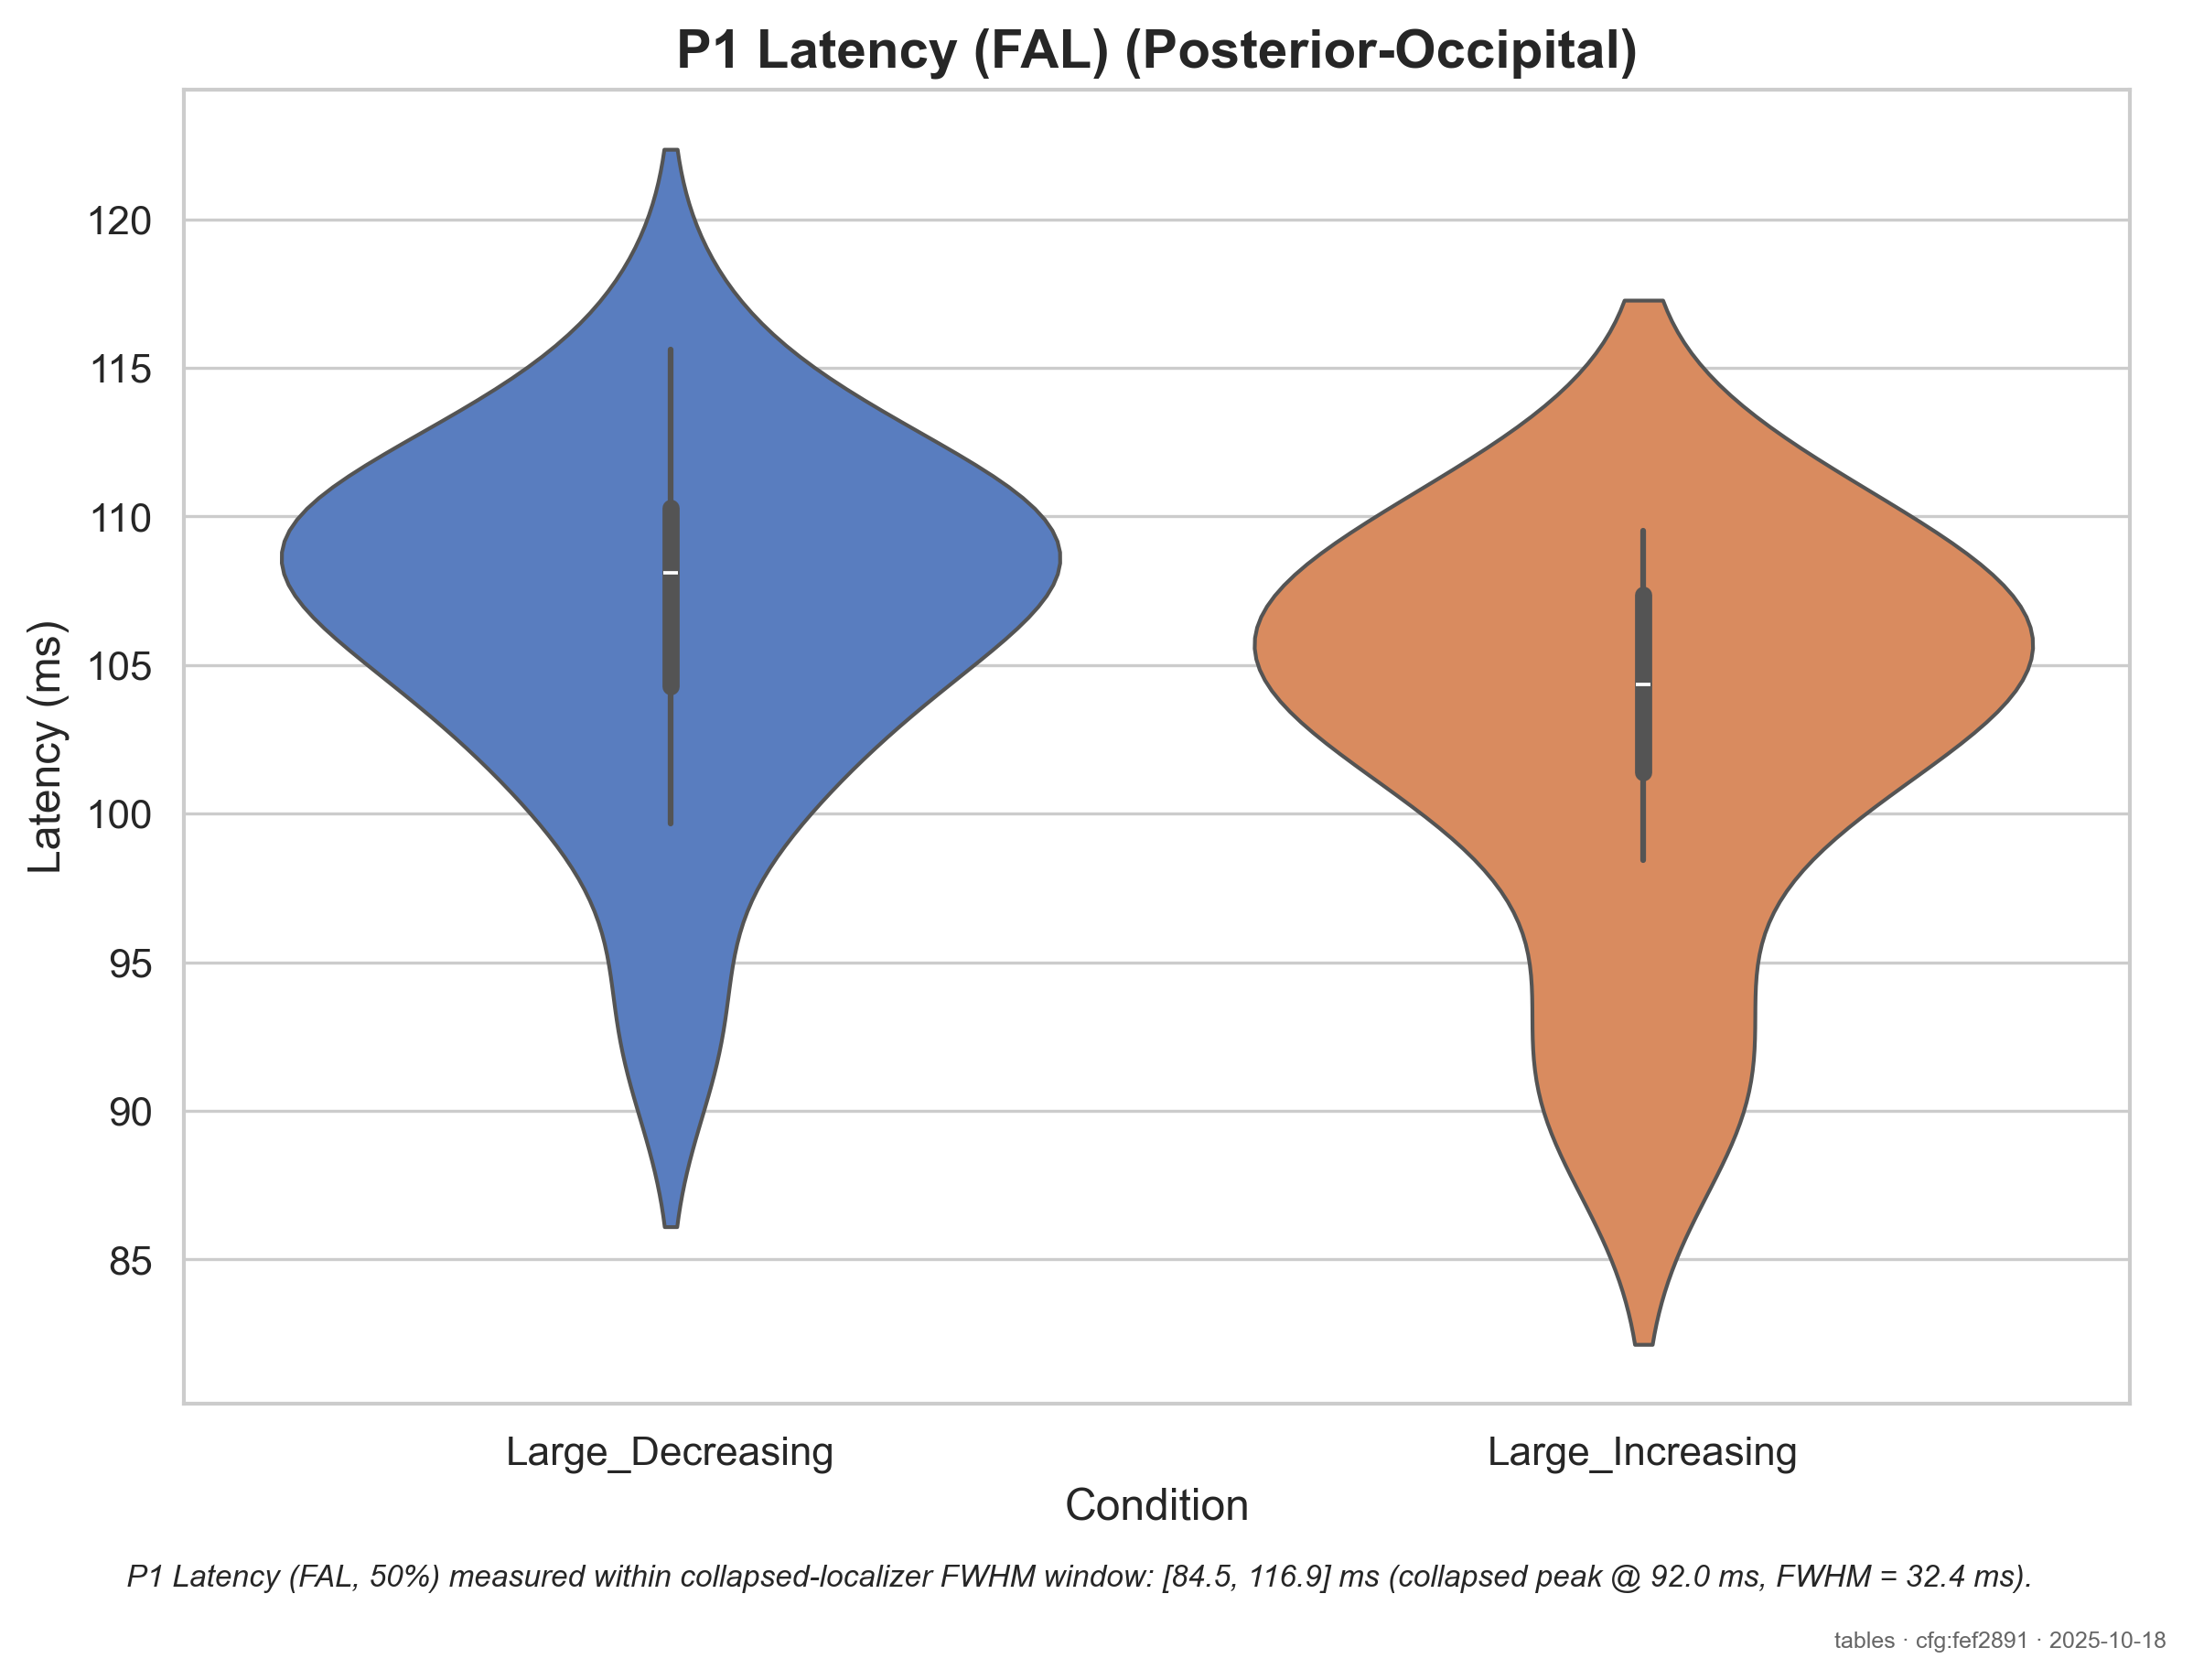 P1 Latency (FAL) (Posterior-Occipital)
Latency (ms)
120
115
110
105
100
95
90
85
Large_Decreasing
Large_Increasing
Condition
P1 Latency (FAL, 50%) measured within collapsed-localizer FWHM window: [84.5, 116.9] ms (collapsed peak @ 92.0 ms, FWHM = 32.4 ms).
tables · cfg:fef2891 · 2025-10-18